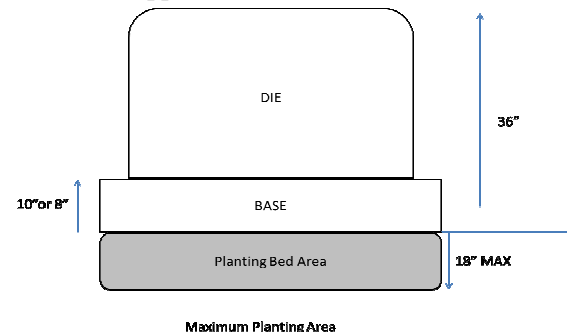 DIE
36”
10”or 8”
BASE
Planting Bed Area
18” MAX
Maximum Planting Area